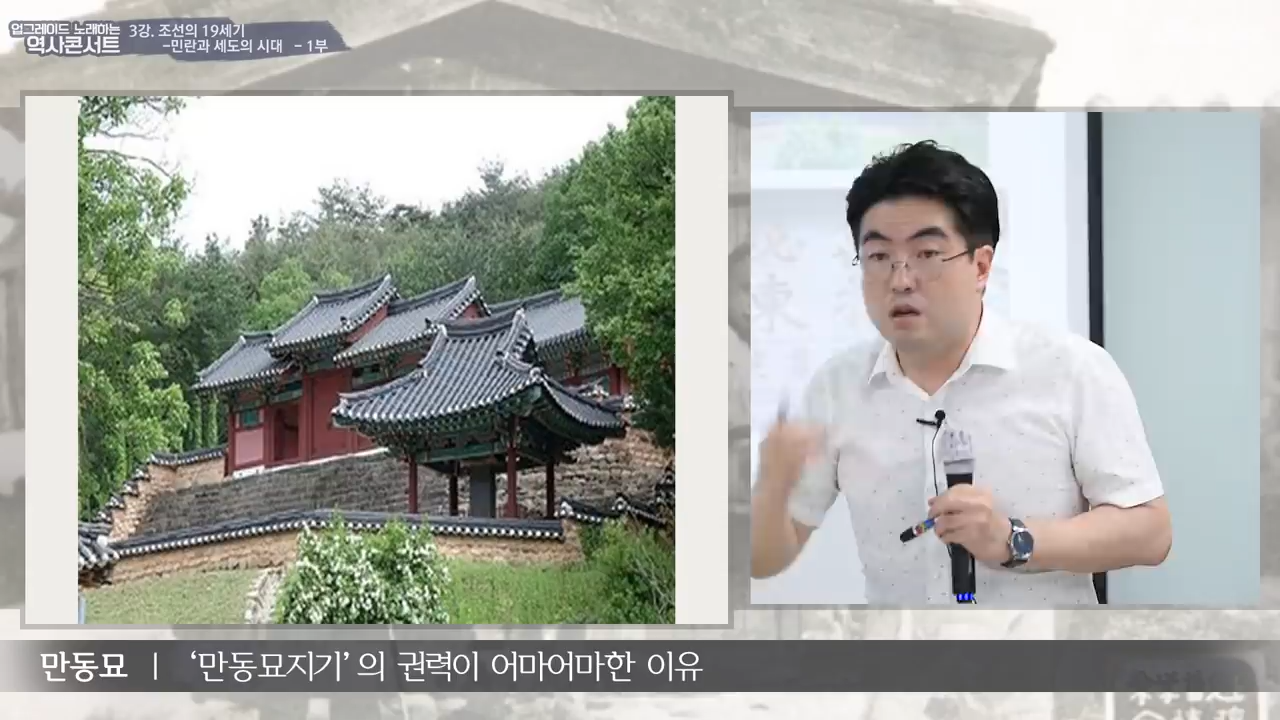 업그레이드 노래하는
역사콘서트
3강. 조선의 19세기
-민란과 세도의 시대 - 1부
만동묘 | ‘만동묘지기’의 권력이 어마어마한 이유